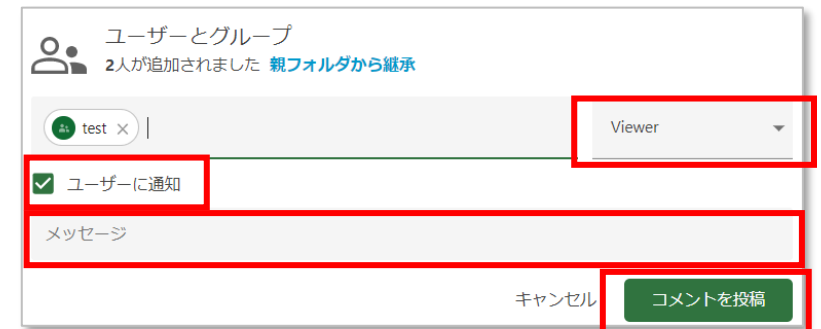 ユーザーとグループ
2人が追加されました 親フォルダから継承
test
Viewer
ユーザーに通知
メッセージ
キャンセル
コメントを投稿